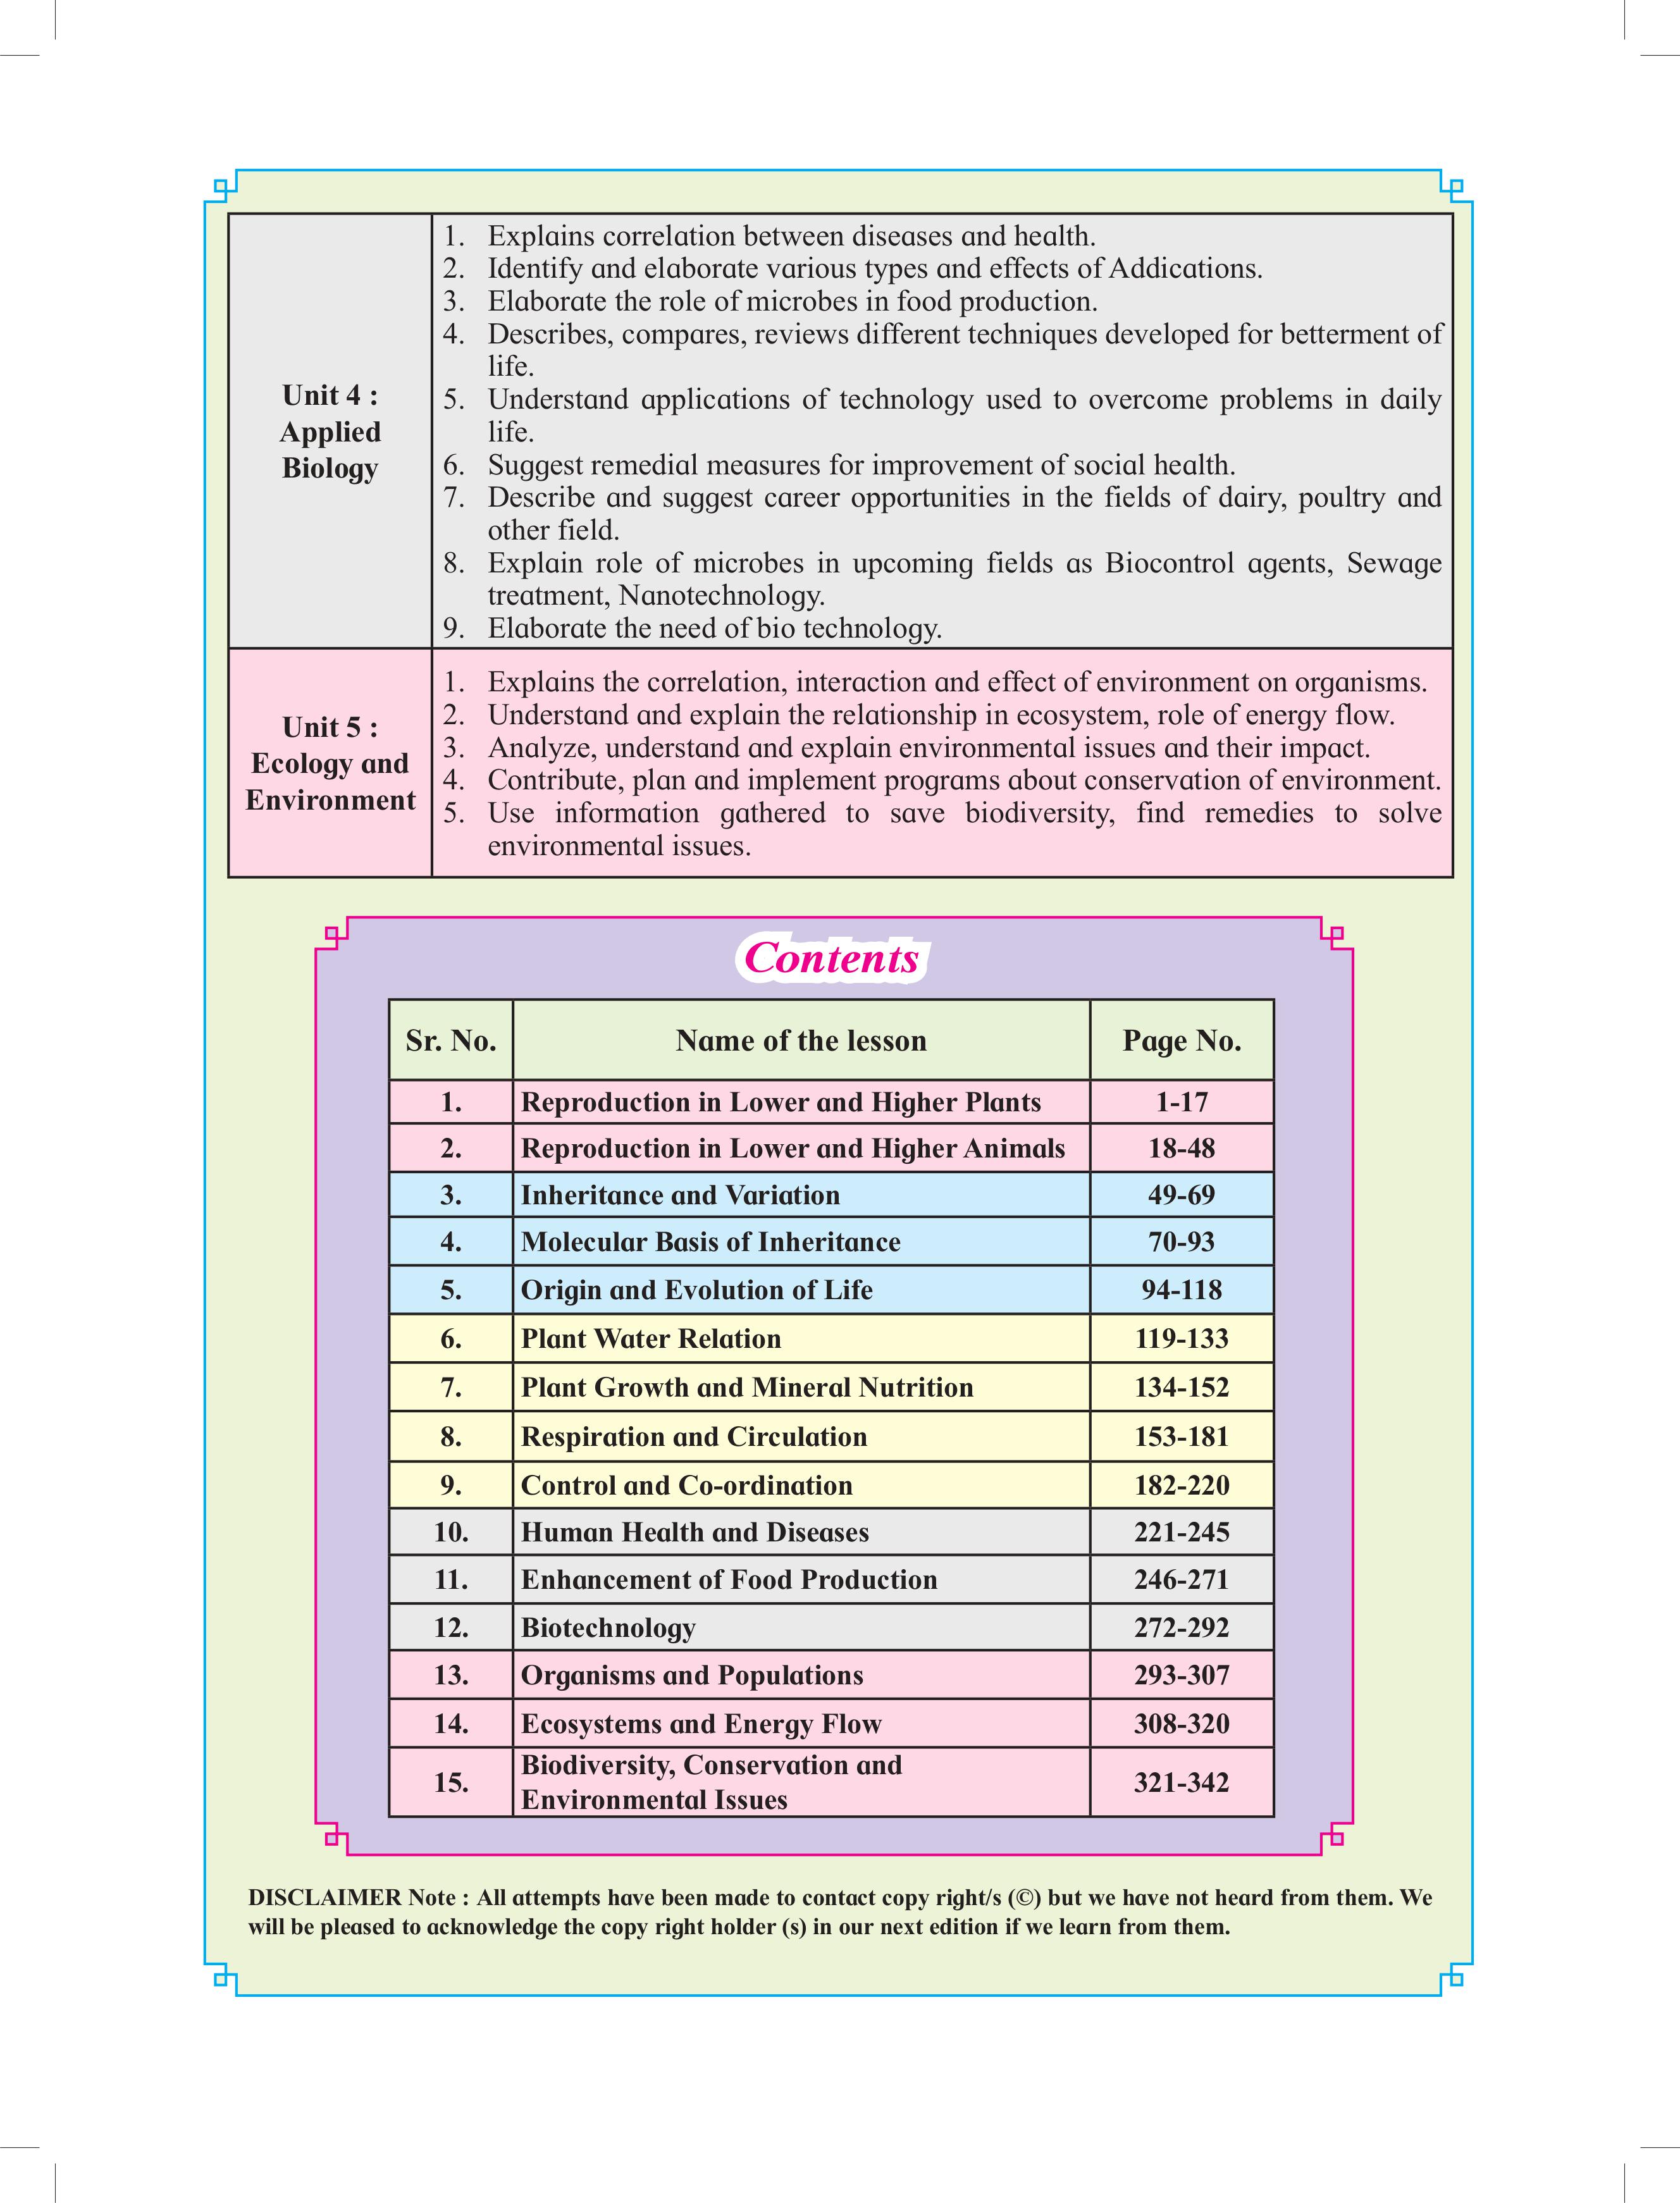 Unit 4 :
Applied
Biology
1. Explains correlation between diseases and health.
2. Identify and elaborate various types and effects of Addications.
3. Elaborate the role of microbes in food production.
4. Describes, compares, reviews different techniques developed for betterment of
life.
5. Understand applications of technology used to overcome problems in daily
life.
6. Suggest remedial measures for improvement of social health.
7. Describe and suggest career opportunities in the fields of dairy, poultry and
other field.
8. Explain role of microbes in upcoming fields as Biocontrol agents, Sewage
treatment, Nanotechnology.
9. Elaborate the need of bio technology.
Unit 5 :
Ecology and
Environment
1. Explains the correlation, interaction and effect of environment on organisms.
2. Understand and explain the relationship in ecosystem, role of energy flow.
3. Analyze, understand and explain environmental issues and their impact.
4. Contribute, plan and implement programs about conservation of environment.
5. Use information gathered to save biodiversity, find remedies to solve
environmental issues.
Contents
Sr. No. Name of the lesson Page No.
1. Reproduction in Lower and Higher Plants 1-17
2. Reproduction in Lower and Higher Animals 18-48
3. Inheritance and Variation 49-69
4. Molecular Basis of Inheritance 70-93
5. Origin and Evolution of Life 94-118
6. Plant Water Relation 119-133
7. Plant Growth and Mineral Nutrition 134-152
8. Respiration and Circulation 153-181
9. Control and Co-ordination 182-220
10. Human Health and Diseases 221-245
11. Enhancement of Food Production 246-271
12. Biotechnology 272-292
13. Organisms and Populations 293-307
14. Ecosystems and Energy Flow 308-320
15. Biodiversity, Conservation and
Environmental Issues 321-342
DISCLAIMER Note : All attempts have been made to contact copy right/s (©) but we have not heard from them. We
will be pleased to acknowledge the copy right holder (s) in our next edition if we learn from them.